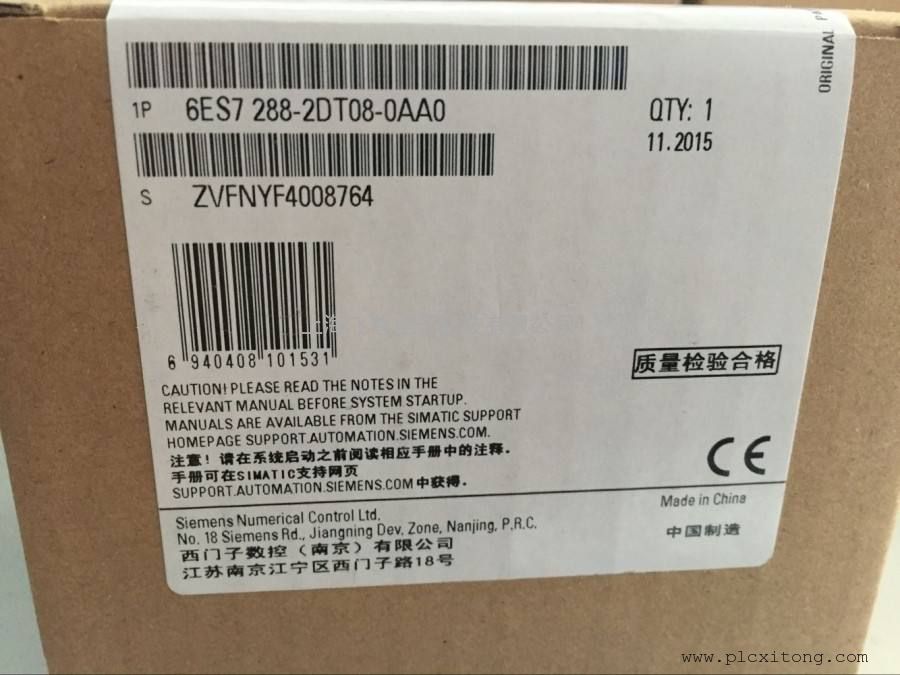 ORIGINAL
1P 6ES7 288-2DT08-0AA0 QTY: 1
11.2015
S ZVFNYF4008764
6 940408 101531
质量检验合格
CAUTION! PLEASE READ THE NOTES IN THE
RELEVANT MANUAL BEFORE SYSTEM STARTUP.
MANUALS ARE AVAILABLE FROM THE SIMATIC SUPPORT
HOMEPAGE SUPPORT.AUTOMATION.SIEMENS.COM.
注意！请在系统启动之前阅读相应手册中的注释.
手册可在SIMATIC支持网页
SUPPORT.AUTOMATION.SIEMENS.COM 中获得.
CE
Siemens Numerical Control Ltd.
No. 18 Siemens Rd., Jiangning Dev, Zone, Nanjing, P.R.C.
西门子数控（南京）有限公司
江苏南京江宁区西门子路18号
Made in China
中国制造
www.plcxitong.com